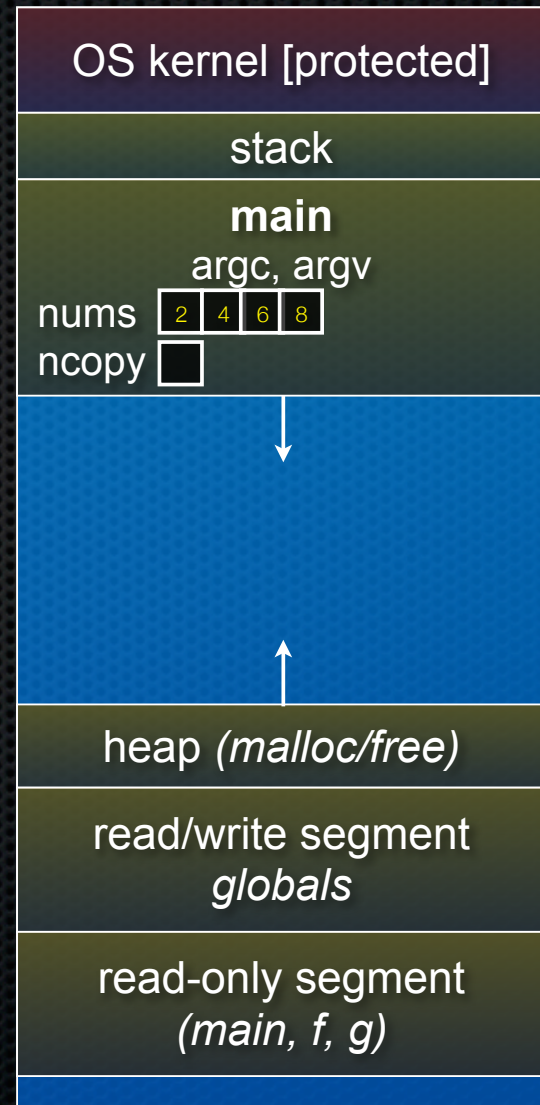 OS kernel [protected]
stack
main
argc, argv
nums 2 4 6 8
ncopy
heap (malloc/free)
read/write segment
globals
read-only segment
(main, f, g)